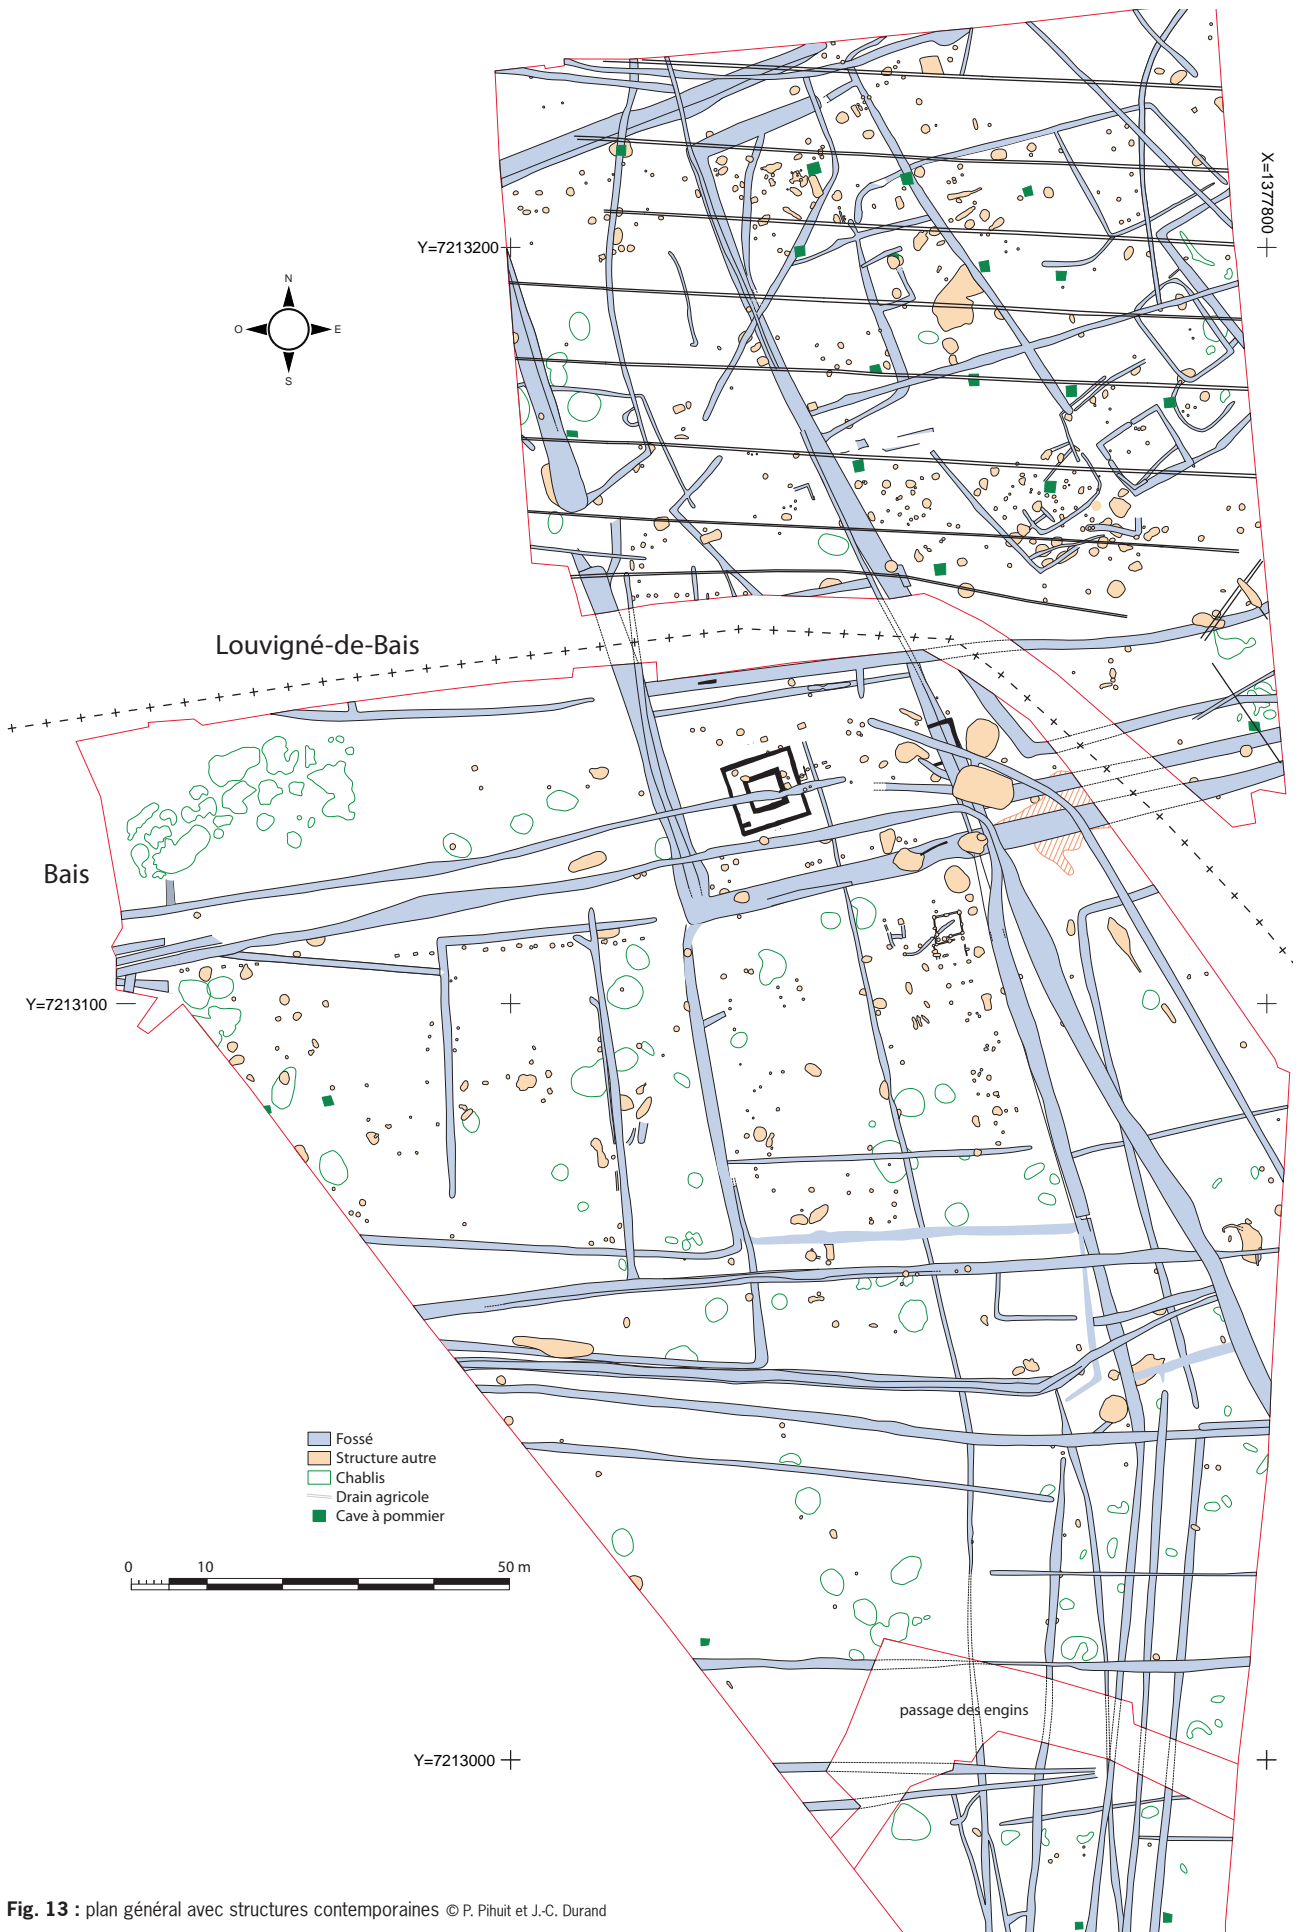 X=1377800
Y=7213200
N
O
E
S
Louvigné-de-Bais
Bais
Y=7213100
Fossé
Structure autre
Chablis
Drain agricole
Cave à pommier
0
10
50 m
passage des engins
Y=7213000
Fig. 13 : plan général avec structures contemporaines © P. Pihuit et J.-C. Durand